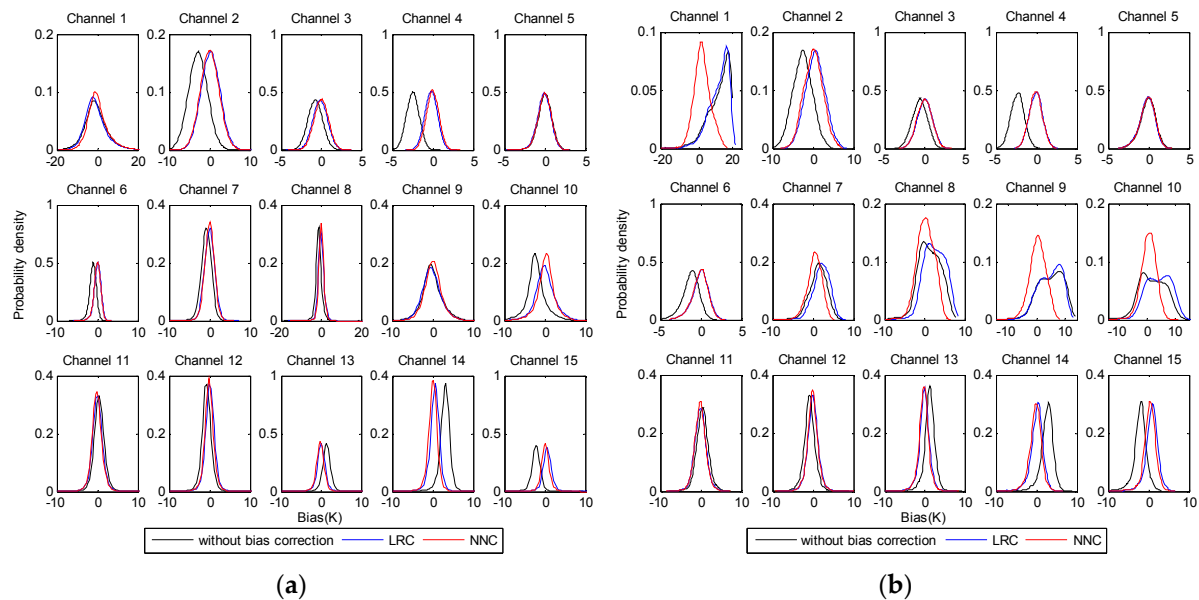 Channel 1 Channel 2 Channel 3 Channel 4 Channel 5
0.2 0.2 1 1 1
0.1 0.1 0.5 0.5 0.5
0 0 0 0 0
-20 0 20 -10 0 10 -5 0 5 -5 0 5 -5 0 5
Probability density
Channel 6 Channel 7 Channel 8 Channel 9 Channel 10
1 0.4 0.4 0.4 0.4
0.5 0.2 0.2 0.2 0.2
0 0 0 0 0
-10 0 10 -10 0 10 -20 0 20 -10 0 10 -10 0 10
Channel 11 Channel 12 Channel 13 Channel 14 Channel 15
0.4 0.4 1 0.4 1
0.2 0.2 0.5 0.2 0.5
0 0 0 0 0
-10 0 10 -10 0 10 -10 0 10 -10 0 10 -10 0 10
Bias(K)
without bias correction LRC NNC
(a)
Channel 1 Channel 2 Channel 3 Channel 4 Channel 5
0.1 0.2 1 1 1
0.05 0.1 0.5 0.5 0.5
0 0 0 0 0
-20 0 20 -10 0 10 -5 0 5 -5 0 5 -5 0 5
Probability density
Channel 6 Channel 7 Channel 8 Channel 9 Channel 10
1 0.4 0.2 0.2 0.2
0.5 0.2 0.1 0.1 0.1
0 0 0 0 0
-5 0 5 -10 0 10 -10 0 10 -10 0 10 -10 0 10
Channel 11 Channel 12 Channel 13 Channel 14 Channel 15
0.4 0.4 0.4 0.4 0.4
0.2 0.2 0.2 0.2 0.2
0 0 0 0 0
-10 0 10 -10 0 10 -10 0 10 -10 0 10 -10 0 10
Bias(K)
without bias correction LRC NNC
(b)